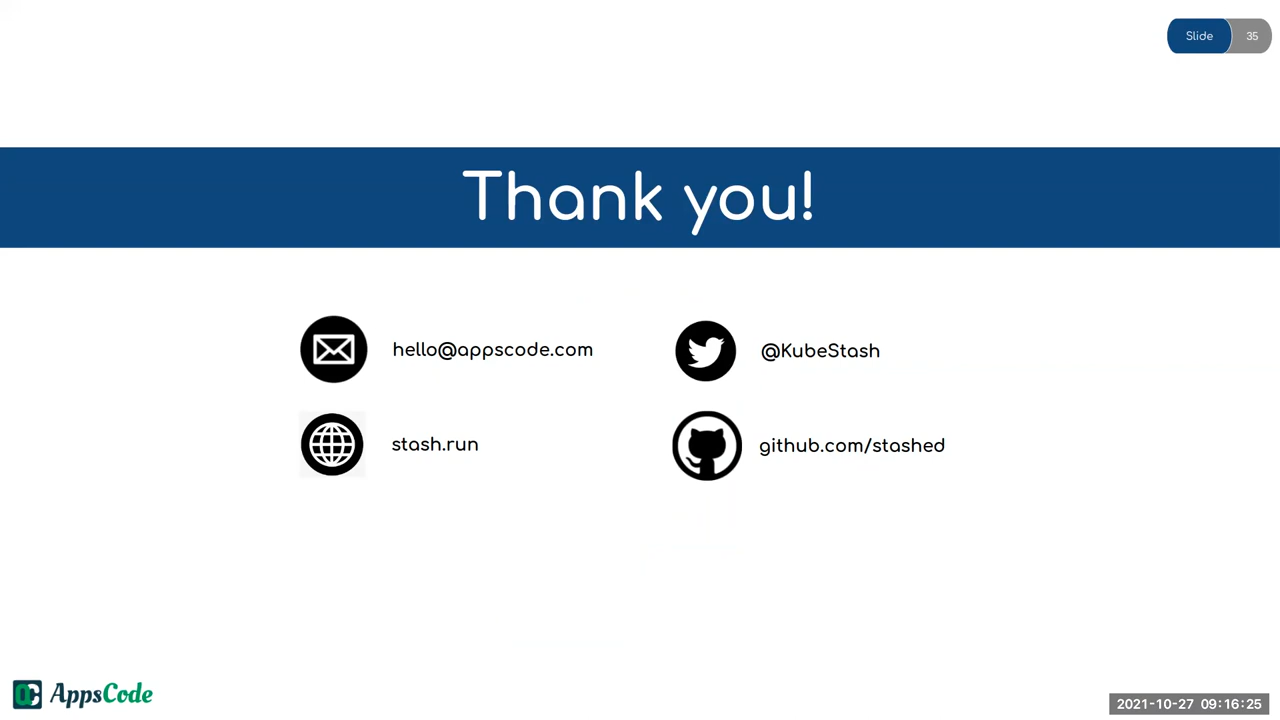 Slide 35
Thank you!
hello@appscode.com
@KubeStash
stash.run
github.com/stashed
AppsCode
2021-10-27 09:16:25